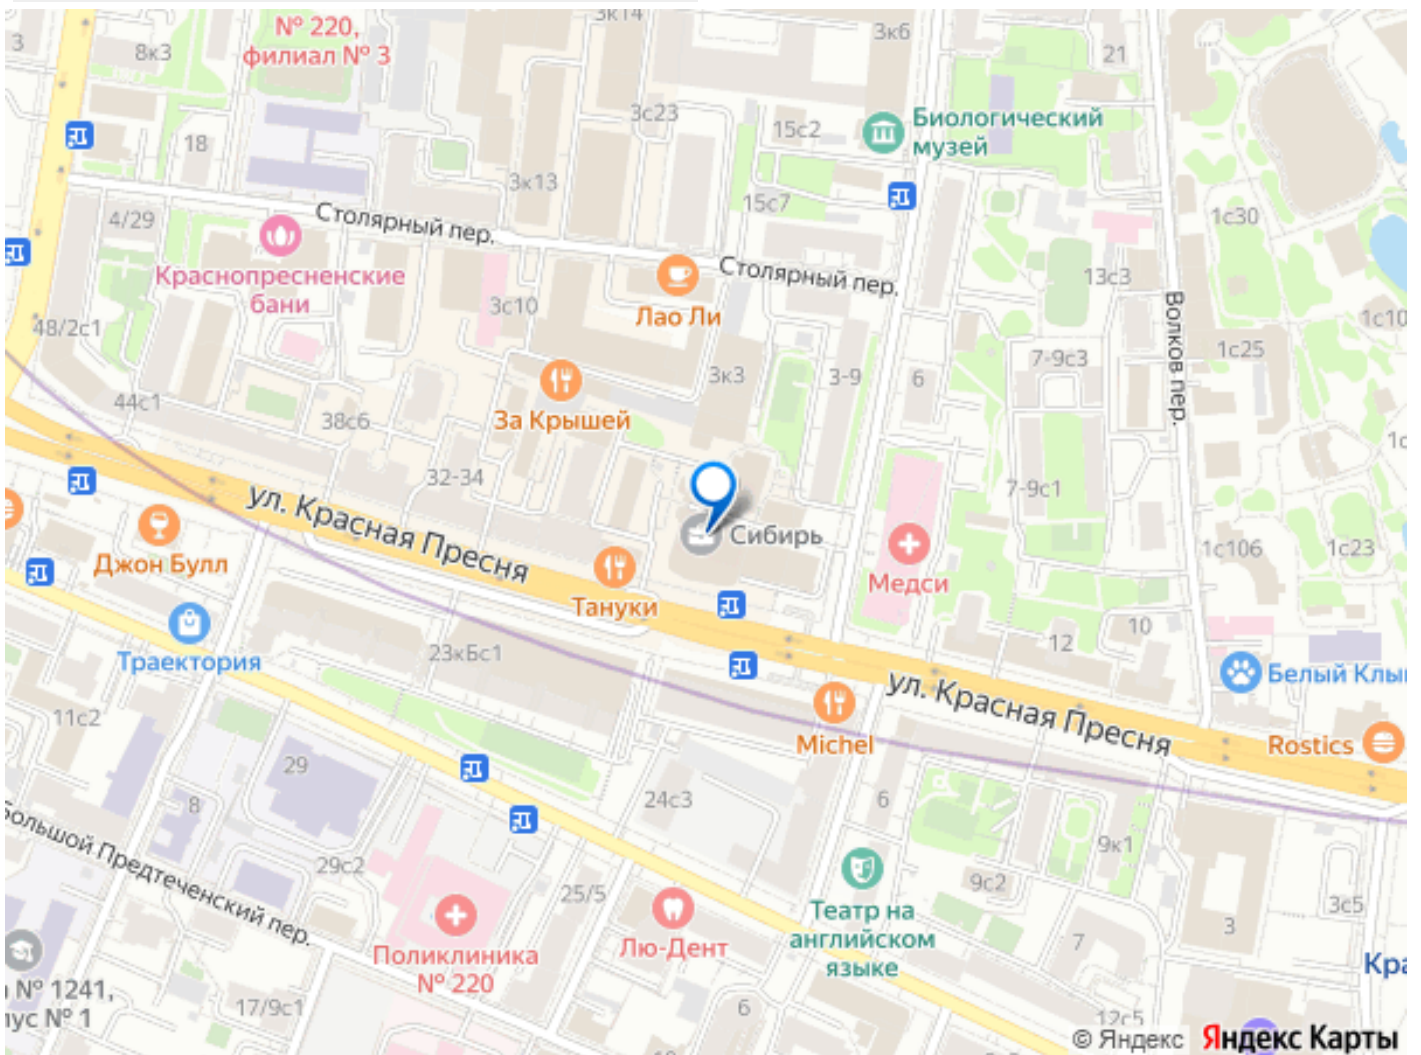 3к14
№ 220,
филиал № 3
3
8к3
3к6
21
Биологический
музей
3с23
15с2
18
3к13
15с7
4/29
Столярный пер.
1с30
Краснопресненские
бани
Столярный пер.
13с3
3с10
Лао Ли
48/2с1
Волков пер.
1с10
7-9с3
1с25
3к3
3-9
6
44с1
38с6
За Крышей
32-34
7-9с1
ул. Красная Пресня
Сибирь
1с106
1с23
Джон Булл
Медси
Тануки
Траектория
23кБс1
12
10
Белый Клы
ул. Красная Пресня
11с2
Michel
Rostics
29
8
24с3
6
Большой Предтеченский пер.
29с2
9к1
25/5
9с2
Театр на
английском
языке
3с5
3
Поликлиника
№ 220
Лю-Дент
7
Кра
№ 1241,
пус № 1
17/9с1
6
12с5
© Яндекс Яндекс Карты